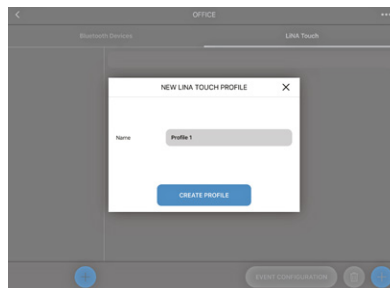 OFFICE
Bluetooth Devices
LINA Touch
NEW LINA TOUCH PROFILE
Name
Profile 1
CREATE PROFILE
EVENT CONFIGURATION